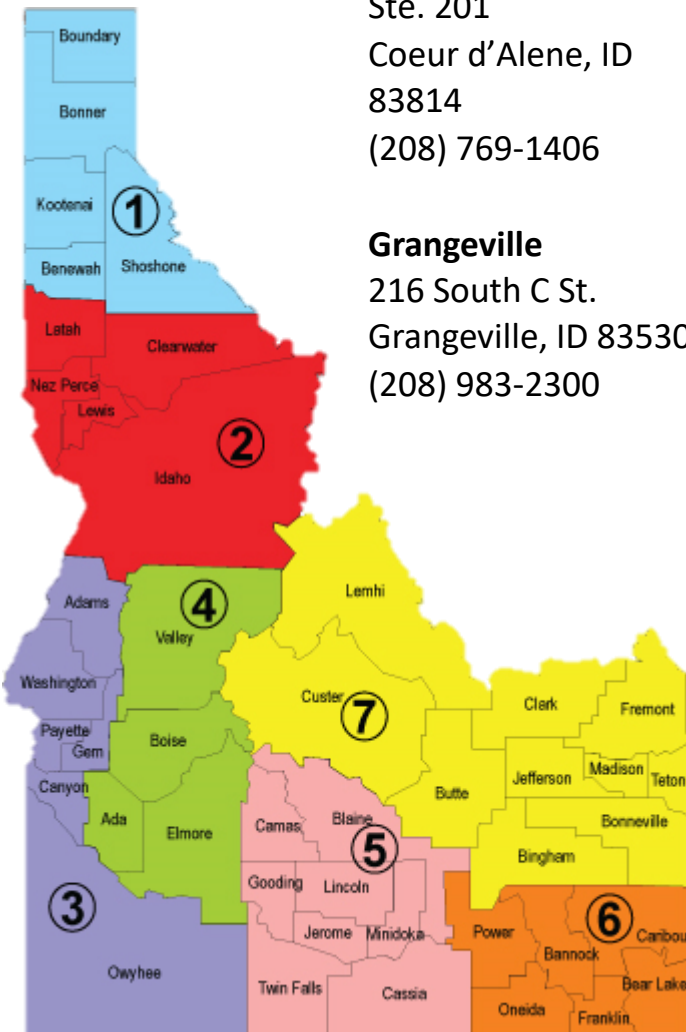 Ste. 201
Coeur d’Alene, ID
83814
(208) 769-1406
Grangeville
216 South C St.
Grangeville, ID 83530
(208) 983-2300
Boundary
Bonner
Kootenai
1
Benewah
Shoshone
Latah
Clearwater
Nez Perce
Lewis
2
Idaho
Adams
4
Valley
Lemhi
Washington
Custer
7
Clark
Fremont
Payette
Gem
Boise
Canyon
Jefferson
Madison
Teton
Butte
Ada
Elmore
Camas
Blaine
5
Bonneville
Bingham
Gooding
Lincoln
3
6
Jerome
Minidoka
Power
Caribou
Bannock
Owyhee
Twin Falls
Cassia
Bear Lake
Oneida
Franklin